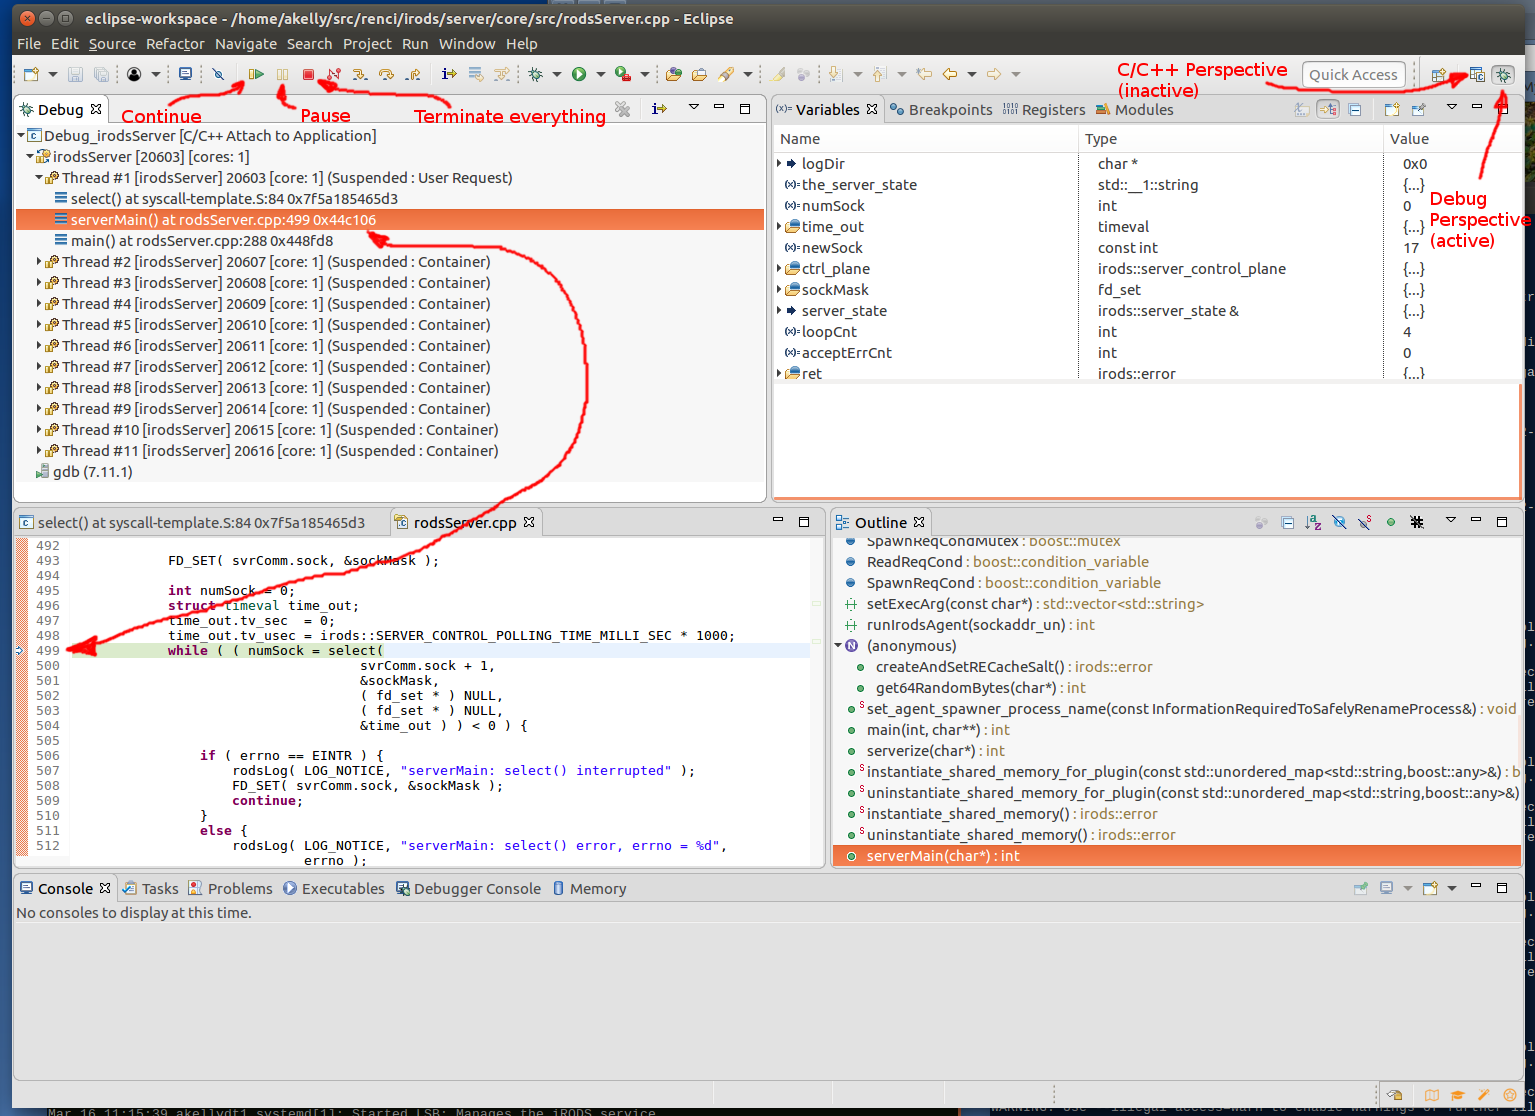 eclipse-workspace - /home/akelly/src/renci/irods/server/core/src/rodsServer.cpp - Eclipse
File Edit Source Refactor Navigate Search Project Run Window Help
Continue
Pause
Terminate everything
C/C++ Perspective
(inactive)
Quick Access
Debug
Perspective
(active)
Debug
Debug_irodsServer [C/C++ Attach to Application]
irodsServer [20603] [cores: 1]
Thread #1 [irodsServer] 20603 [core: 1] (Suspended : User Request)
select() at syscall-template.S:84 0x7f5a185465d3
serverMain() at rodsServer.cpp:499 0x44c106
main() at rodsServer.cpp:288 0x448fd8
Thread #2 [irodsServer] 20607 [core: 1] (Suspended : Container)
Thread #3 [irodsServer] 20608 [core: 1] (Suspended : Container)
Thread #4 [irodsServer] 20609 [core: 1] (Suspended : Container)
Thread #5 [irodsServer] 20610 [core: 1] (Suspended : Container)
Thread #6 [irodsServer] 20611 [core: 1] (Suspended : Container)
Thread #7 [irodsServer] 20612 [core: 1] (Suspended : Container)
Thread #8 [irodsServer] 20613 [core: 1] (Suspended : Container)
Thread #9 [irodsServer] 20614 [core: 1] (Suspended : Container)
Thread #10 [irodsServer] 20615 [core: 1] (Suspended : Container)
Thread #11 [irodsServer] 20616 [core: 1] (Suspended : Container)
gdb (7.11.1)
Variables Breakpoints Registers Modules
Name Type Value
logDir char * 0x0
the_server_state std::__1::string {...}
numSock int 0
time_out timeval {...}
newSock const int 17
ctrl_plane irods::server_control_plane {...}
sockMask fd_set {...}
server_state irods::server_state & {...}
loopCnt int 4
acceptErrCnt int 0
ret irods::error {...}
select() at syscall-template.S:84 0x7f5a185465d3 rodsServer.cpp
492
493 FD_SET( svrComm.sock, &sockMask );
494
495 int numSock = 0;
496 struct timeval time_out;
497 time_out.tv_sec  = 0;
498 time_out.tv_usec = irods::SERVER_CONTROL_POLLING_TIME_MILLI_SEC * 1000;
499 while ( ( numSock = select(
500 svrComm.sock + 1,
501 &sockMask,
502 ( fd_set * ) NULL,
503 ( fd_set * ) NULL,
504 &time_out ) ) < 0 ) {
505
506 if ( errno == EINTR ) {
507 rodsLog( LOG_NOTICE, "serverMain: select() interrupted" );
508 FD_SET( svrComm.sock, &sockMask );
509 continue;
510 }
511 else {
512 rodsLog( LOG_NOTICE, "serverMain: select() error, errno = %d",
errno );
Outline
SpawnReqCondMutex : boost::mutex
ReadReqCond : boost::condition_variable
SpawnReqCond : boost::condition_variable
setExecArg(const char*) : std::vector<std::string>
runIrodsAgent(sockaddr_un) : int
(anonymous)
createAndSetRECacheSalt() : irods::error
get64RandomBytes(char*) : int
set_agent_spawner_process_name(const InformationRequiredToSafelyRenameProcess&) : void
main(int, char**) : int
serverize(char*) : int
instantiate_shared_memory_for_plugin(const std::unordered_map<std::string,boost::any>&) : b
uninstantiate_shared_memory_for_plugin(const std::unordered_map<std::string,boost::any>&)
instantiate_shared_memory() : irods::error
uninstantiate_shared_memory() : irods::error
serverMain(char*) : int
Console Tasks Problems Executables Debugger Console Memory
No consoles to display at this time.
Mar 16 11:15:39 akellydt1 systemd[1]: Started LSB: Manages the iRODS service